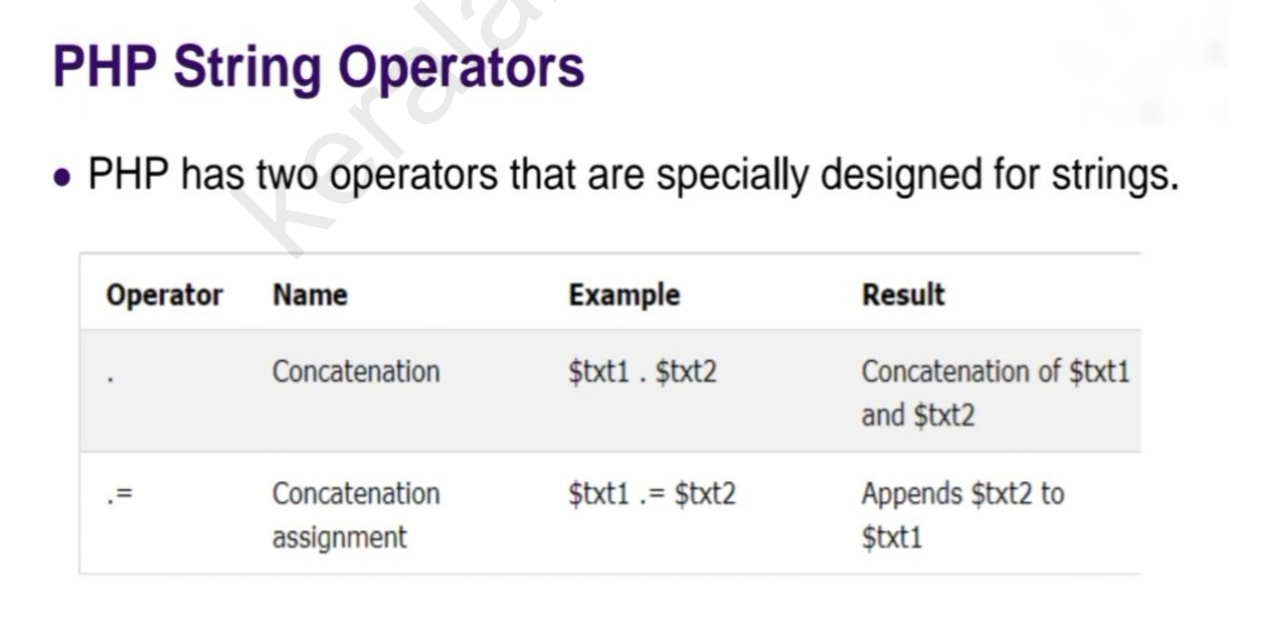 PHP String Operators
• PHP has two operators that are specially designed for strings.
Operator Name Example Result
. Concatenation $txt1 . $txt2 Concatenation of $txt1
and $txt2
.= Concatenation $txt1 .= $txt2 Appends $txt2 to
assignment $txt1
kerala